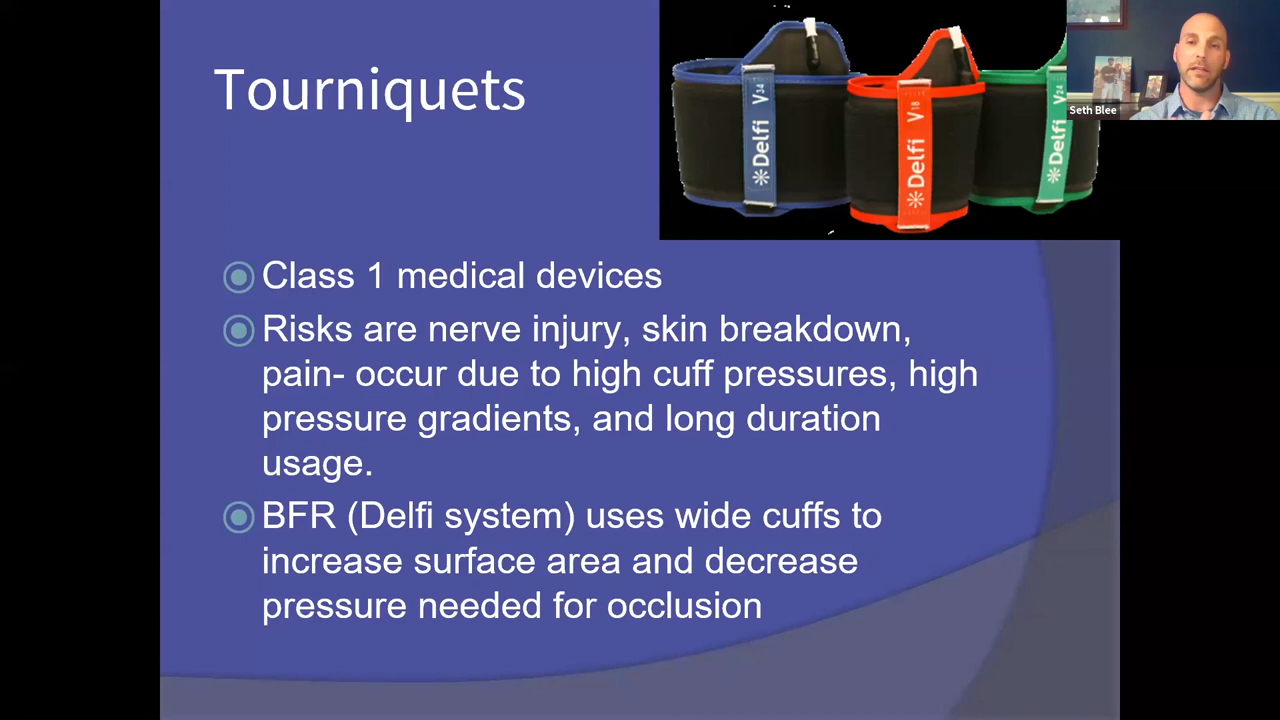 Tourniquets
Delfi V34
Delfi V18
Delfi V24
Seth Blee
Class 1 medical devices
Risks are nerve injury, skin breakdown,
pain- occur due to high cuff pressures, high
pressure gradients, and long duration
usage.
BFR (Delfi system) uses wide cuffs to
increase surface area and decrease
pressure needed for occlusion